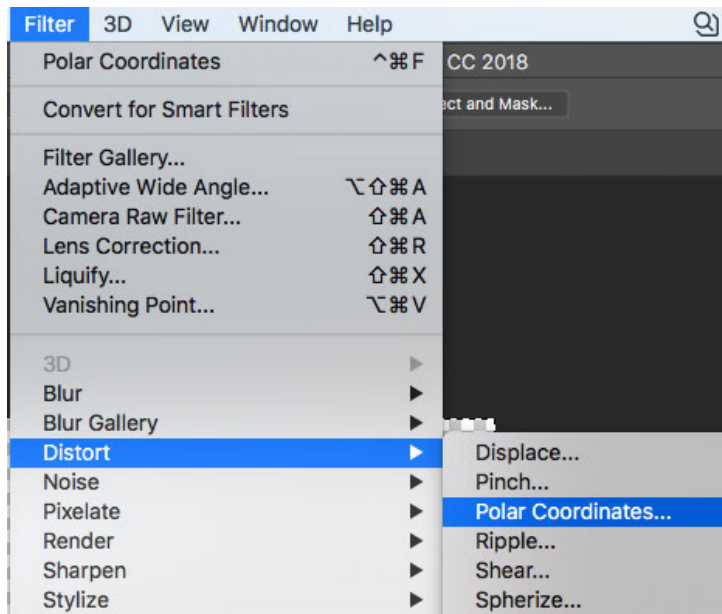 Filter 3D View Window Help
Polar Coordinates ^⌘F CC 2018
Convert for Smart Filters ect and Mask...
Filter Gallery...
Adaptive Wide Angle... ⌥⇧⌘A
Camera Raw Filter... ⇧⌘A
Lens Correction... ⇧⌘R
Liquify... ⇧⌘X
Vanishing Point... ⌥⌘V
3D
Blur
Blur Gallery
Distort Displace...
Noise Pinch...
Pixelate Polar Coordinates...
Render Ripple...
Sharpen Shear...
Stylize Spherize...